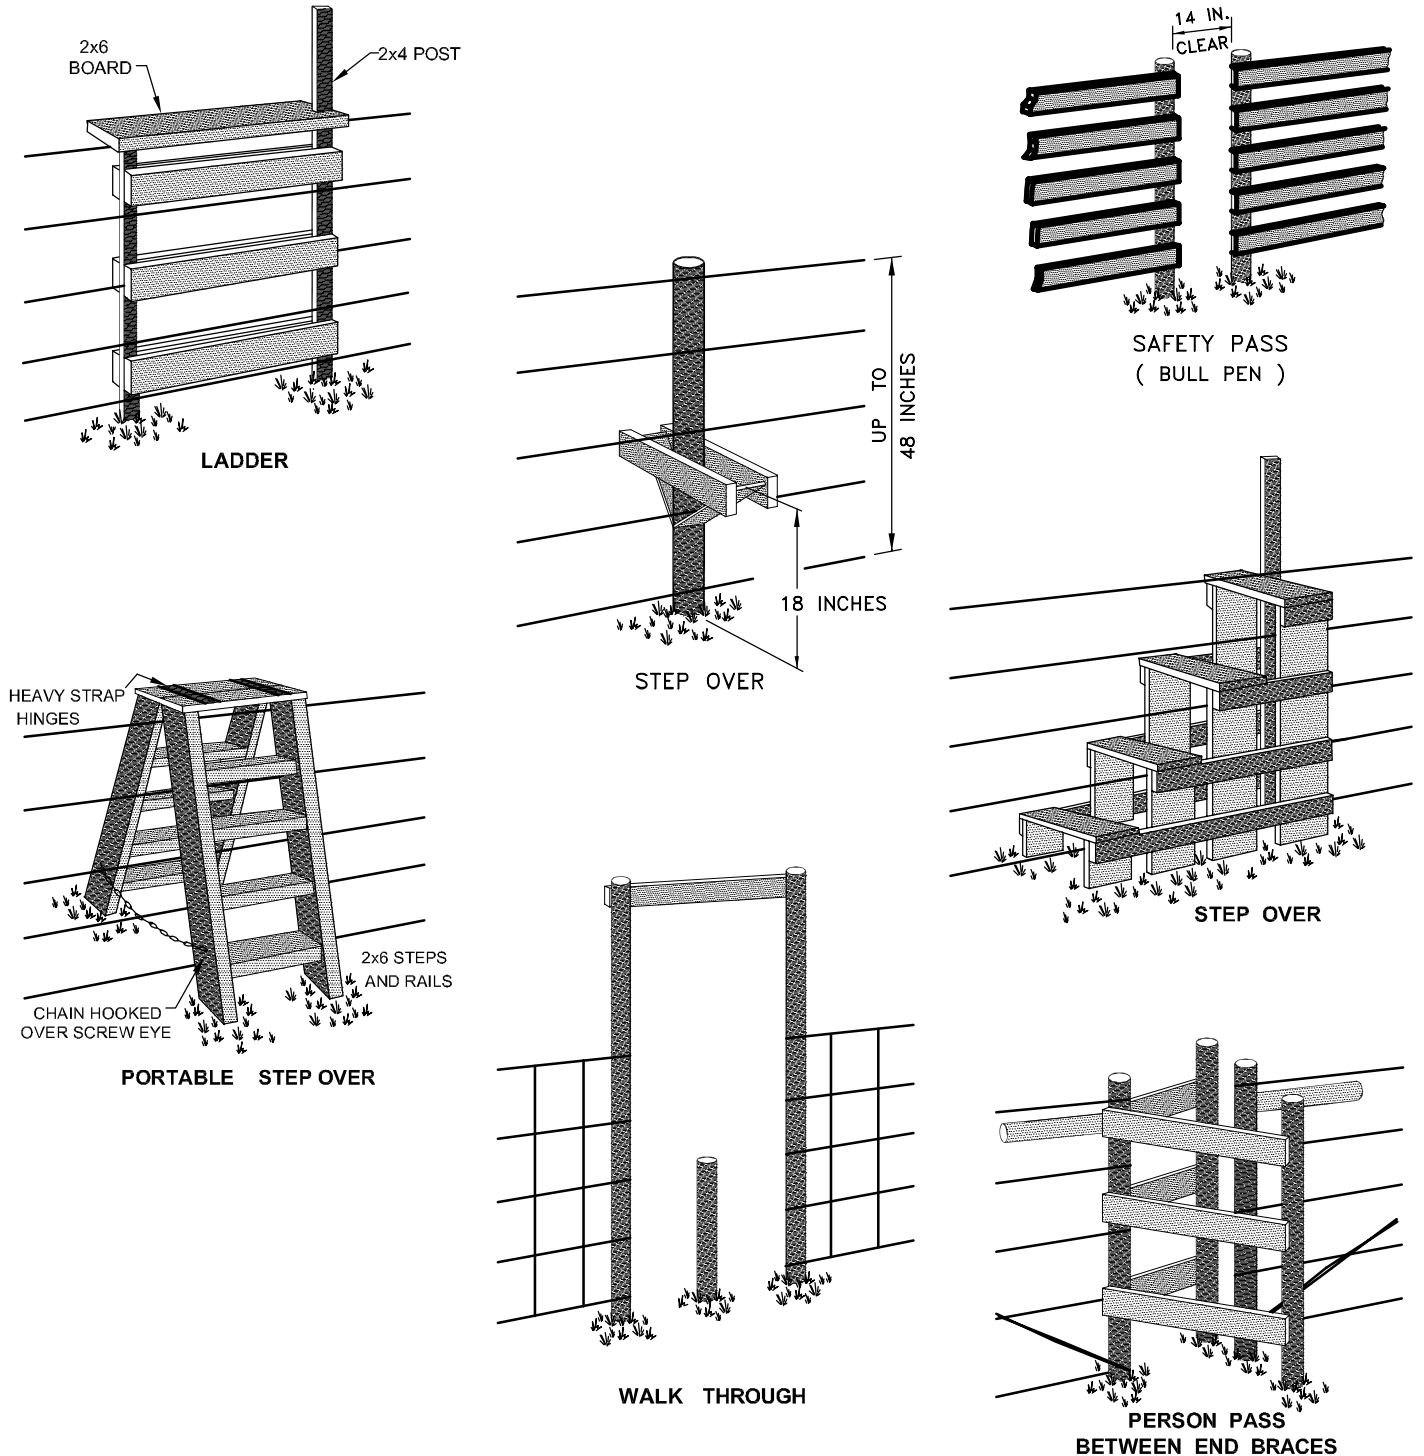 2x6
BOARD
2x4 POST
LADDER
UP TO
48 INCHES
18 INCHES
STEP OVER
14 IN.
CLEAR
SAFETY PASS
( BULL PEN )
HEAVY STRAP
HINGES
2x6 STEPS
AND RAILS
CHAIN HOOKED
OVER SCREW EYE
PORTABLE STEP OVER
STEP OVER
WALK THROUGH
PERSON PASS
BETWEEN END BRACES